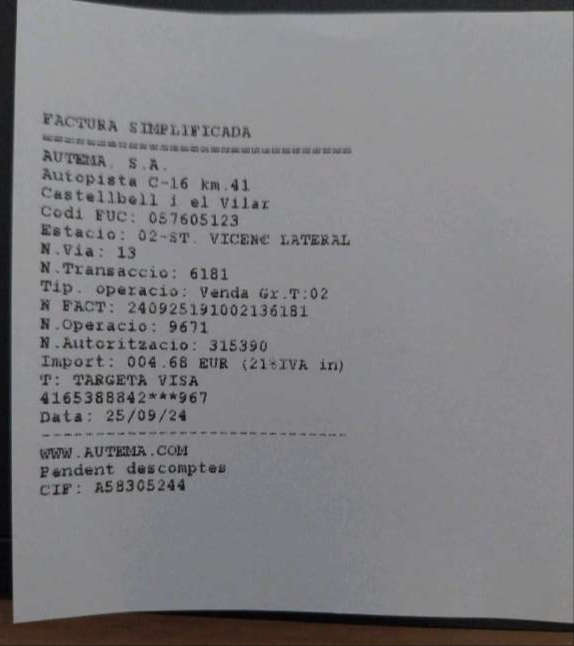 FACTURA SIMPLIFICADA
================================
AUTEMA, S.A.
Autopista C-16 km.41
Castellbell i el Vilar
Codi FUC: 057605123
Estacio: 02-ST. VICENC LATERAL
N.Via: 13
N.Transaccio: 6181
Tip. operacio: Venda Gr.T:02
N FACT: 240925191002136181
N.Operacio: 9671
N.Autoritzacio: 315390
Import: 004.68 EUR (21%IVA in)
T: TARGETA VISA
4165388842***967
Data: 25/09/24
--------------------------------
WWW.AUTEMA.COM
Pendent descomptes
CIF: A58305244